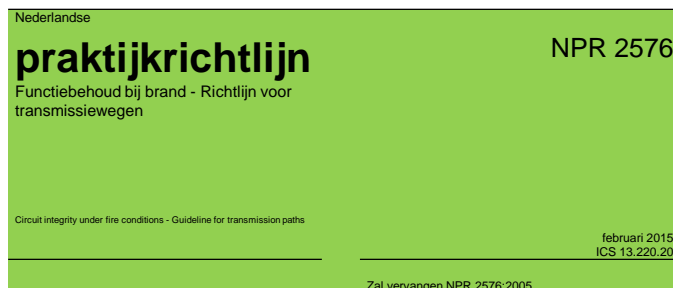 Nederlandse
praktijkrichtlijn
NPR 2576
Functiebehoud bij brand - Richtlijn voor
transmissiewegen
Circuit integrity under fire conditions - Guideline for transmission paths
februari 2015
ICS 13.220.20
Zal vervangen NPR 2576:2005